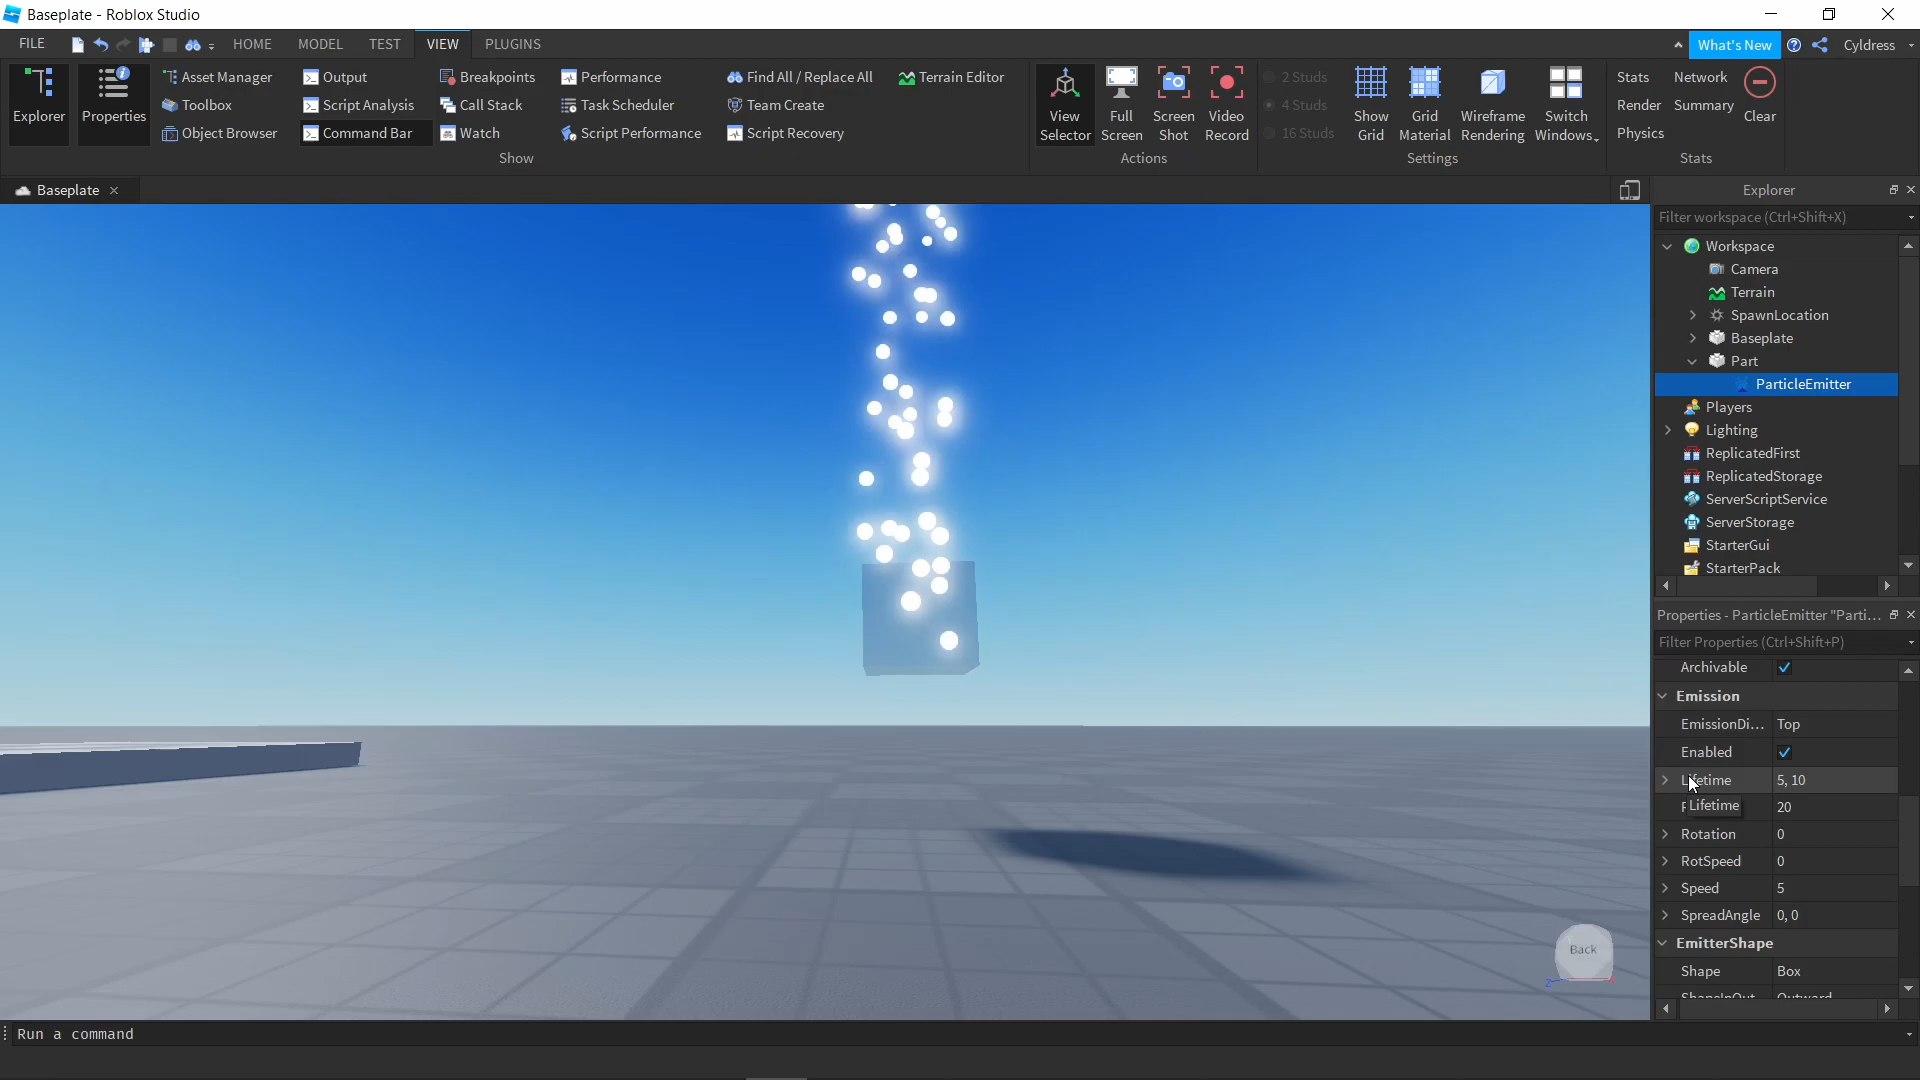 Baseplate - Roblox Studio
FILE HOME MODEL TEST VIEW PLUGINS What's New Cyldress
Explorer
Properties
Asset Manager
Toolbox
Object Browser
Output
Script Analysis
Command Bar
Breakpoints
Call Stack
Watch
Performance
Task Scheduler
Script Performance
Find All / Replace All
Team Create
Script Recovery
Terrain Editor
Show
View
Selector
Full
Screen
Screen
Shot
Video
Record
Actions
2 Studs
4 Studs
16 Studs
Show
Grid
Grid
Material
Wireframe
Rendering
Switch
Windows
Settings
Stats
Render
Physics
Network
Summary
Clear
Stats
Baseplate
Back
Explorer
Filter workspace (Ctrl+Shift+X)
Workspace
Camera
Terrain
SpawnLocation
Baseplate
Part
ParticleEmitter
Players
Lighting
ReplicatedFirst
ReplicatedStorage
ServerScriptService
ServerStorage
StarterGui
StarterPack
Properties - ParticleEmitter "Parti...
Filter Properties (Ctrl+Shift+P)
Archivable
Emission
EmissionDi... Top
Enabled
Lifetime 5, 10
Lifetime 20
Rotation 0
RotSpeed 0
Speed 5
SpreadAngle 0, 0
EmitterShape
Shape Box
Run a command